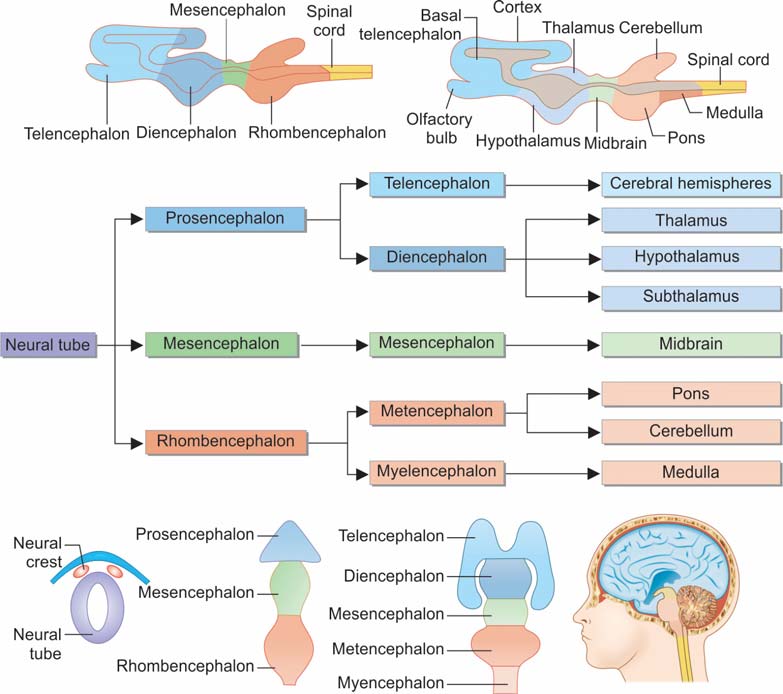 Mesencephalon
Spinal
cord
Telencephalon
Diencephalon
Rhombencephalon
Basal
telencephalon
Cortex
Thalamus
Cerebellum
Spinal cord
Olfactory
bulb
Hypothalamus
Midbrain
Pons
Medulla
Neural tube
Prosencephalon
Telencephalon
Cerebral hemispheres
Diencephalon
Thalamus
Hypothalamus
Subthalamus
Mesencephalon
Mesencephalon
Midbrain
Rhombencephalon
Metencephalon
Pons
Cerebellum
Myelencephalon
Medulla
Neural
crest
Neural
tube
Prosencephalon
Mesencephalon
Rhombencephalon
Telencephalon
Diencephalon
Mesencephalon
Metencephalon
Myencephalon